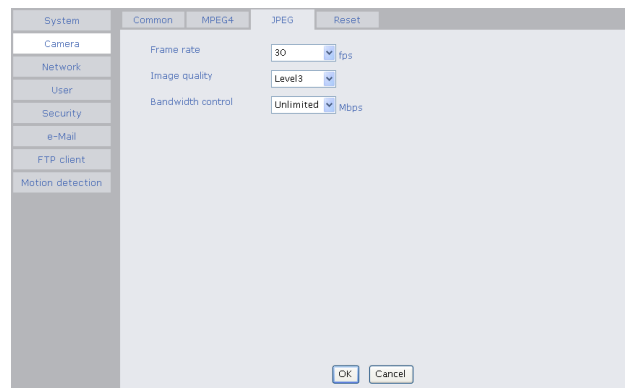 System
Camera
Network
User
Security
e-Mail
FTP client
Motion detection
Common MPEG4 JPEG Reset
Frame rate 30 fps
Image quality Level3
Bandwidth control Unlimited Mbps
OK Cancel